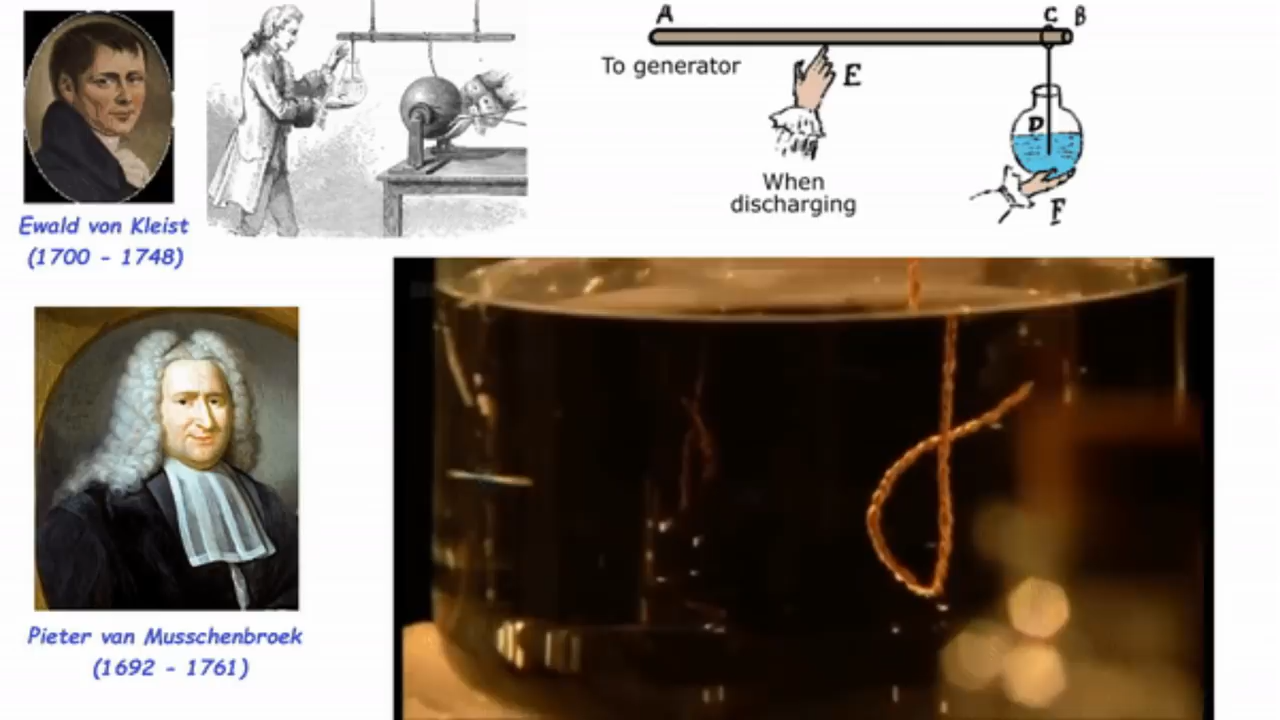 Ewald von Kleist
(1700 - 1748)
A
C B
To generator
E
D
When
discharging
F
Pieter van Musschenbroek
(1692 - 1761)